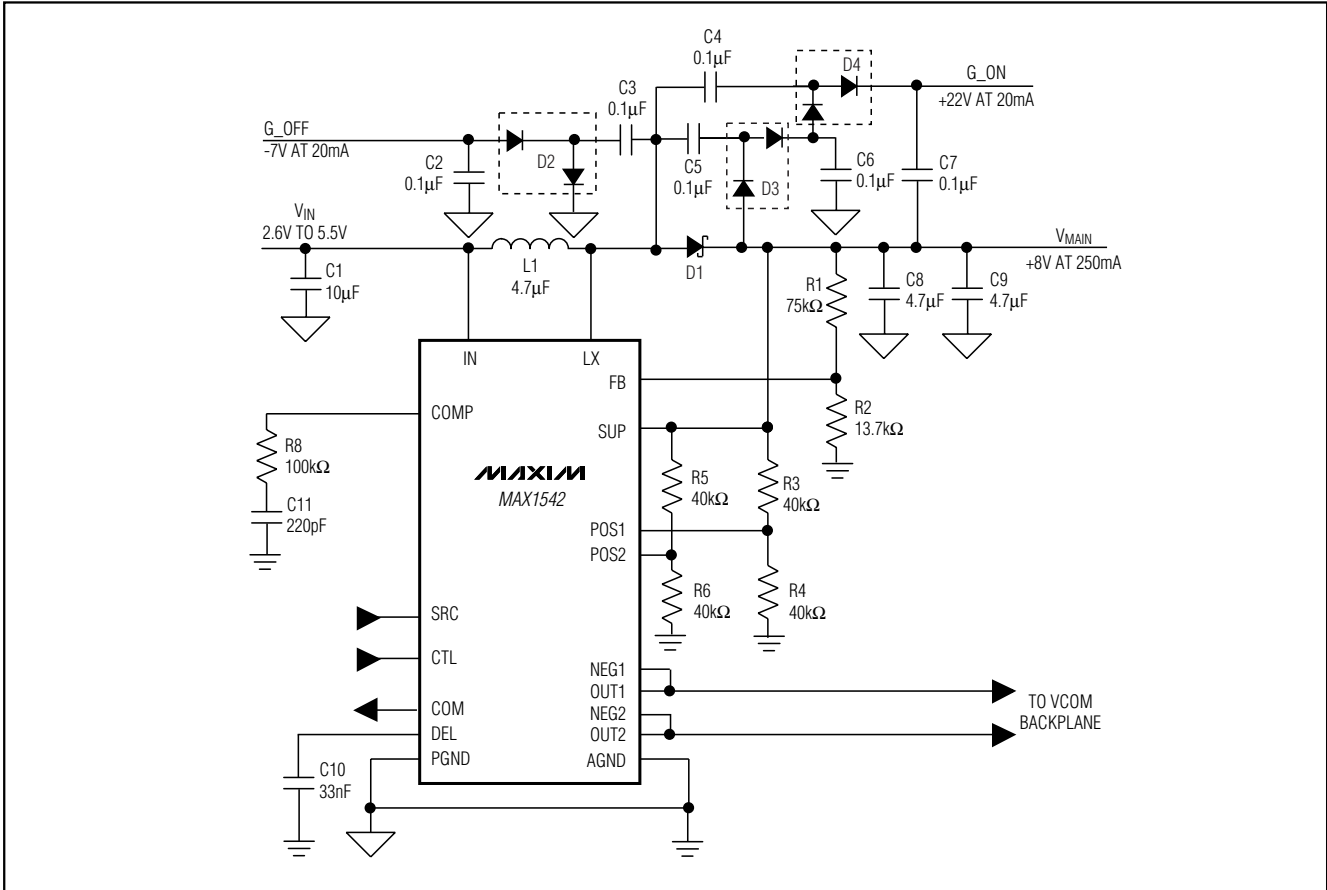 C4
0.1µF
D4
G_ON
+22V AT 20mA
C3
0.1µF
G_OFF
-7V AT 20mA
C2
0.1µF
D2
C5
0.1µF
D3
C6
0.1µF
C7
0.1µF
VIN
2.6V TO 5.5V
C1
10µF
L1
4.7µF
D1
VMAIN
+8V AT 250mA
R1
75kΩ
C8
4.7µF
C9
4.7µF
IN
LX
FB
COMP
SUP
R2
13.7kΩ
R8
100kΩ
C11
220pF
MAXIM
MAX1542
R5
40kΩ
R3
40kΩ
POS1
POS2
R6
40kΩ
R4
40kΩ
SRC
CTL
COM
DEL
PGND
NEG1
OUT1
NEG2
OUT2
AGND
TO VCOM
BACKPLANE
C10
33nF